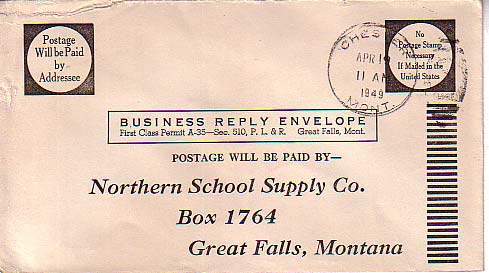 Postage
Will be Paid
by
Addressee
CHESTER
APR 19
11 AM
1949
MONT.
No
Postage Stamp
Necessary
If Mailed in the
United States
BUSINESS REPLY ENVELOPE
First Class Permit A-35—Sec. 510, P. L. & R. Great Falls, Mont.
POSTAGE WILL BE PAID BY—
Northern School Supply Co.
Box 1764
Great Falls, Montana